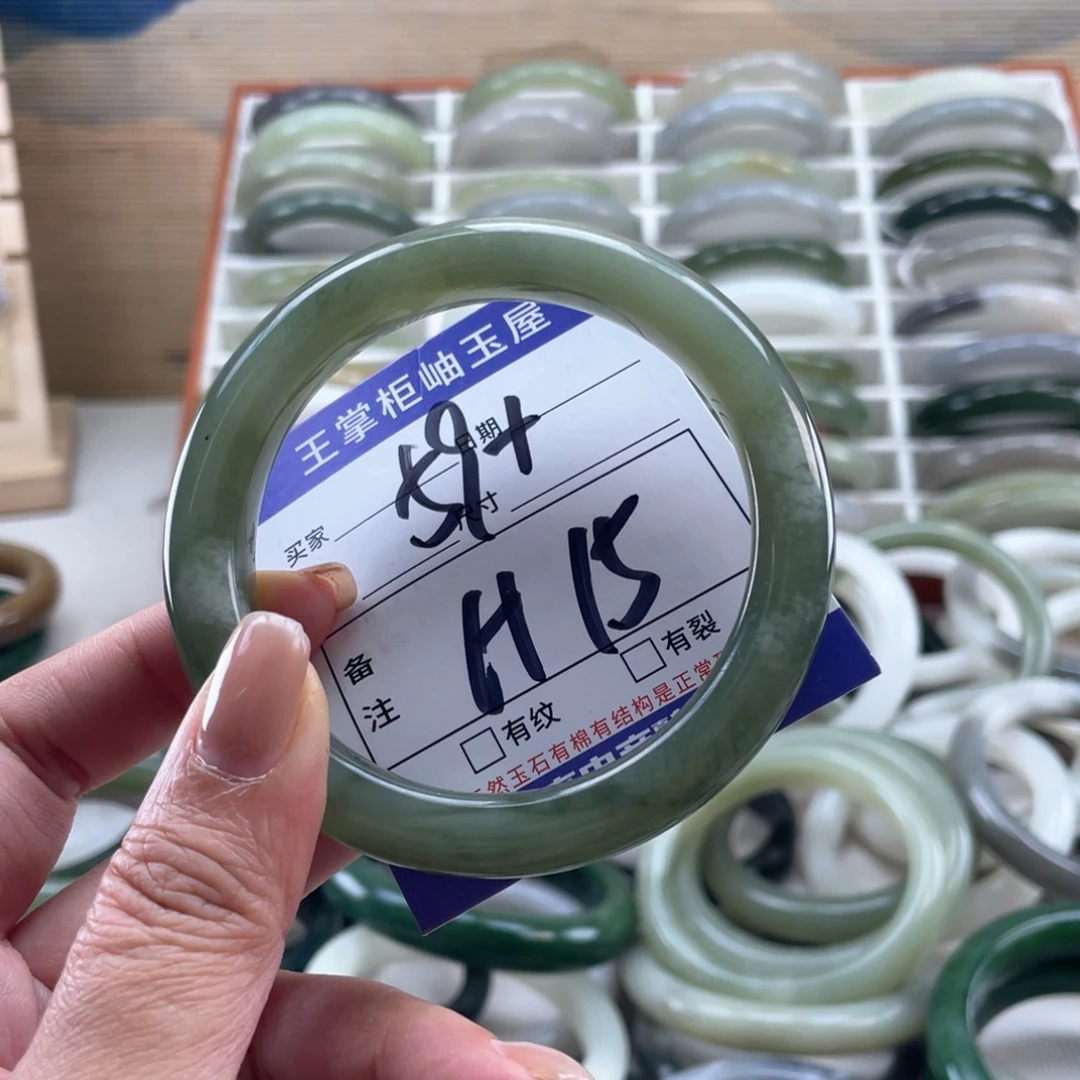 王掌柜岫玉屋
日期
59+
买家
尺寸
H 15
备注
有纹
有裂
然玉石有棉有结构是正常